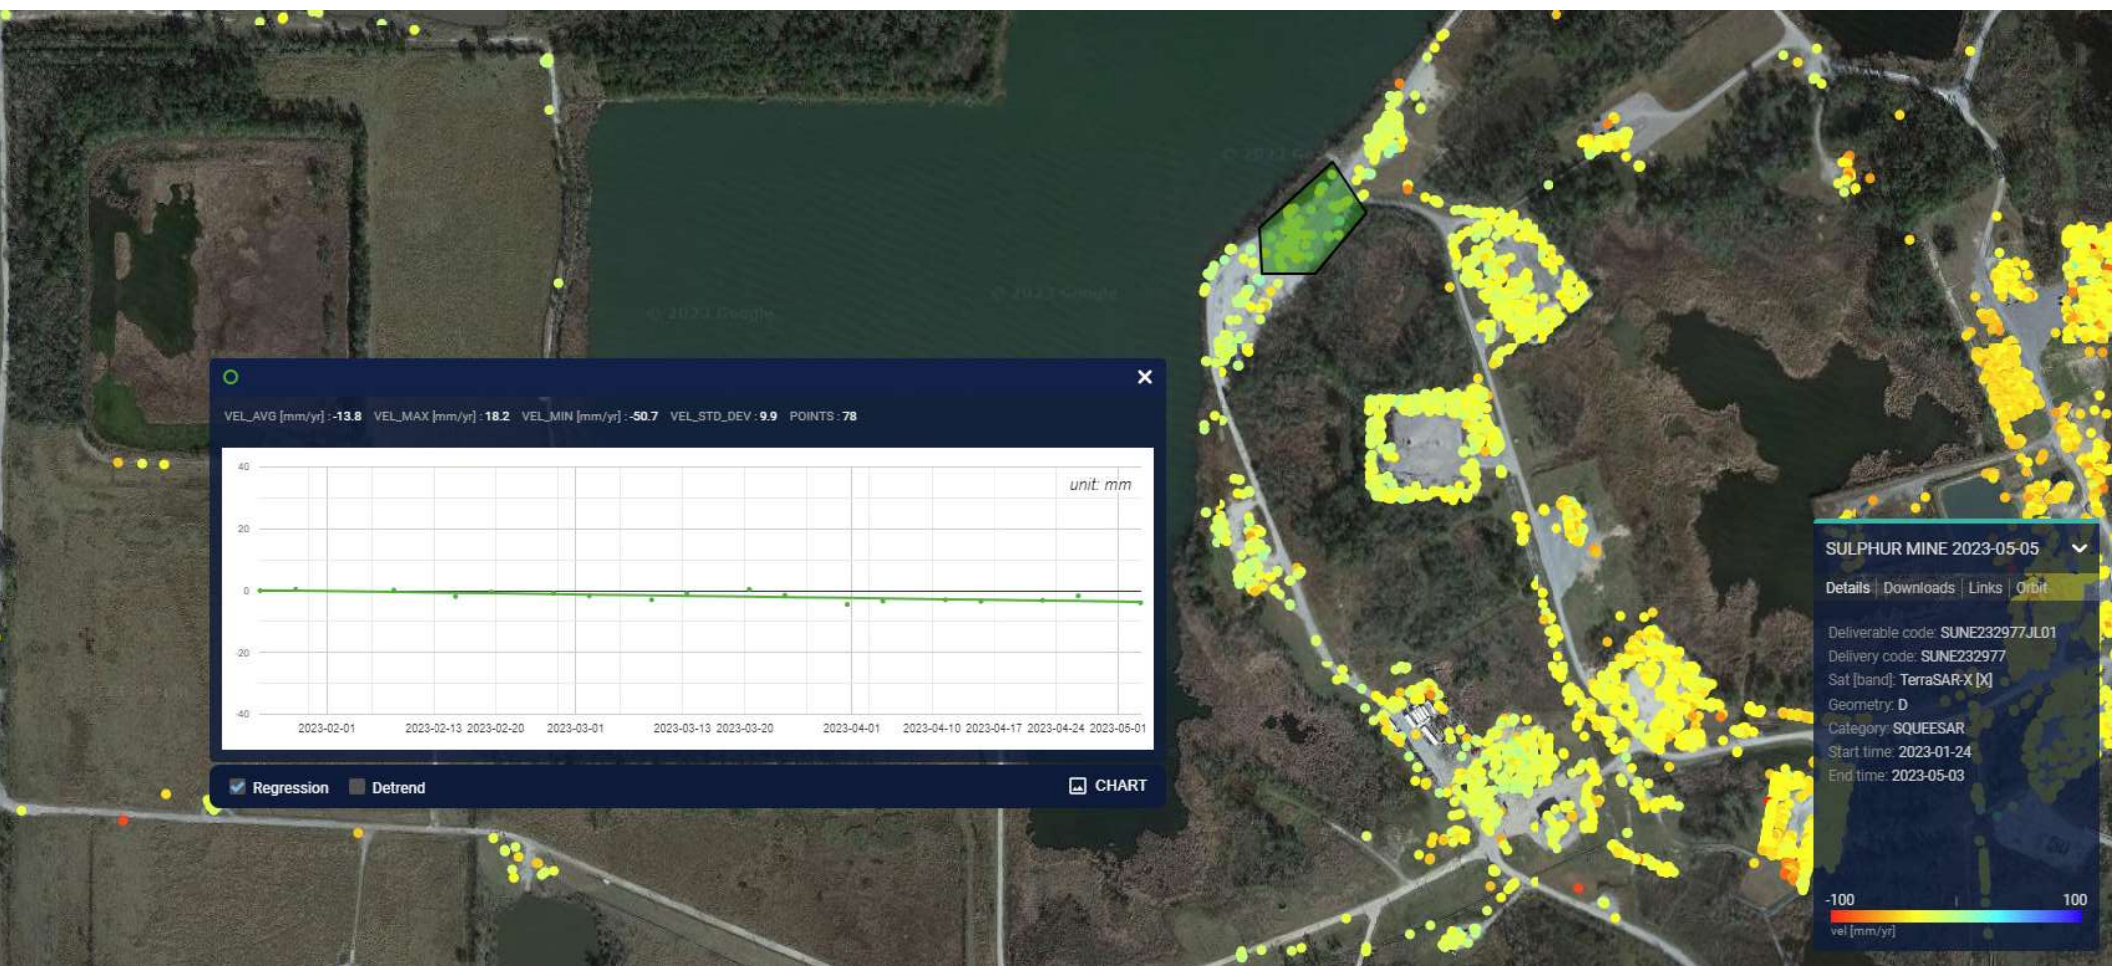 © 2023 Google
© 2023 Google
VEL_AVG [mm/yr] : -13.8 VEL_MAX [mm/yr] : 18.2 VEL_MIN [mm/yr] : -50.7 VEL_STD_DEV : 9.9 POINTS : 78
unit: mm
40
20
0
-20
-40
2023-02-01 2023-02-13 2023-02-20 2023-03-01 2023-03-13 2023-03-20 2023-04-01 2023-04-10 2023-04-17 2023-04-24 2023-05-01
Regression Detrend CHART
SULPHUR MINE 2023-05-05
Details | Downloads | Links | Orbit
Deliverable code: SUNE232977JL01
Delivery code: SUNE232977
Sat [band]: TerraSAR-X [X]
Geometry: D
Category: SQUEESAR
Start time: 2023-01-24
End time: 2023-05-03
-100 100
vel [mm/yr]